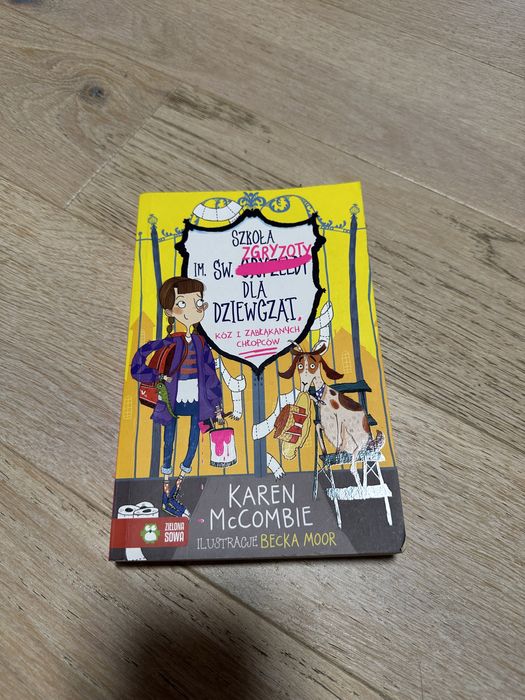 SZKOŁA
ZGRYZOTY
IM. ŚW.
DLA
DZIEWCZĄT,
KÓZ I ZABŁĄKANYCH
CHŁOPCÓW
KAREN
McCOMBIE
ILUSTRACJE BECKA MOOR
ZIELONA
SOWA